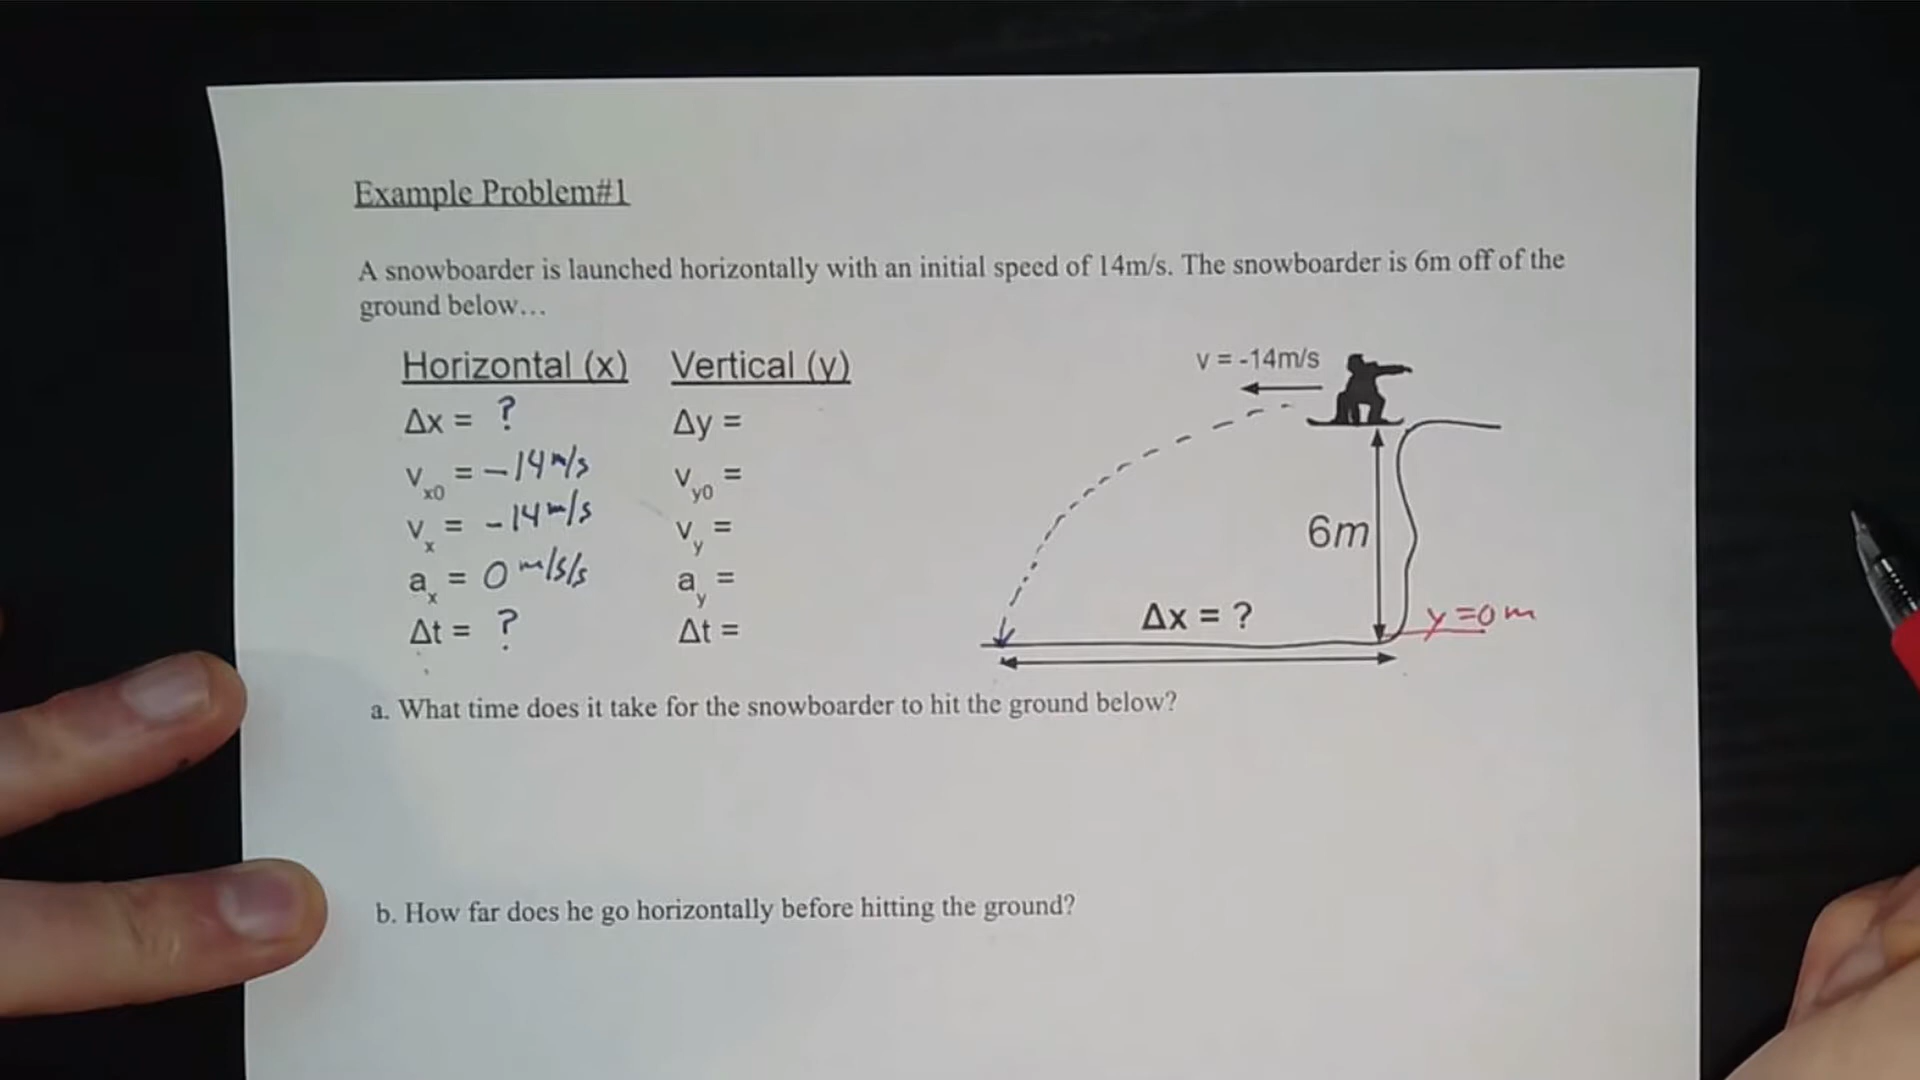 Example Problem#1
A snowboarder is launched horizontally with an initial speed of 14m/s. The snowboarder is 6m off of the
ground below…
Horizontal (x)
Δx = ?
vx0 = -14 m/s
vx = -14 m/s
ax = 0 m/s/s
Δt = ?
Vertical (y)
Δy =
vy0 =
vy =
ay =
Δt =
v = -14m/s
6m
Δx = ?
y=0m
a. What time does it take for the snowboarder to hit the ground below?
b. How far does he go horizontally before hitting the ground?